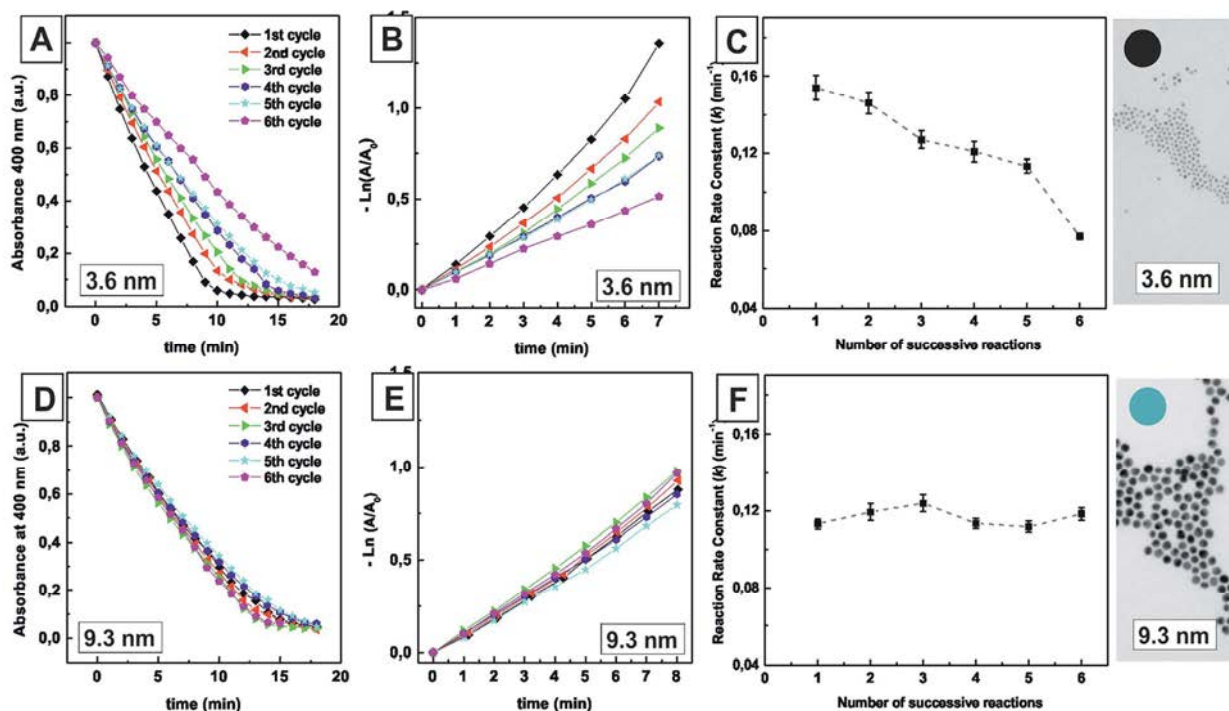 A
Absorbance 400 nm (a.u.)
1st cycle
2nd cycle
3rd cycle
4th cycle
5th cycle
6th cycle
0,8
0,6
0,4
0,2
0,0
3.6 nm
0 5 10 15 20
time (min)
B
- Ln(A/A0)
1,0
0,5
0,0
3.6 nm
0 1 2 3 4 5 6 7
time (min)
C
Reaction Rate Constant (k) (min-1
0,16
0,12
0,08
0,04
1 2 3 4 5 6
Number of successive reactions
3.6 nm
D
Absorbance at 400 nm (a.u.)
1st cycle
2nd cycle
3rd cycle
4th cycle
5th cycle
6th cycle
1,0
0,8
0,6
0,4
0,2
0,0
9.3 nm
0 5 10 15 20
time (min)
E
- Ln (A/A0)
1,0
0,5
0,0
9.3 nm
0 1 2 3 4 5 6 7 8
time (min)
F
Reaction Rate Constant (k) (min-1
0,16
0,12
0,08
0,04
1 2 3 4 5 6
Number of successive reactions
9.3 nm